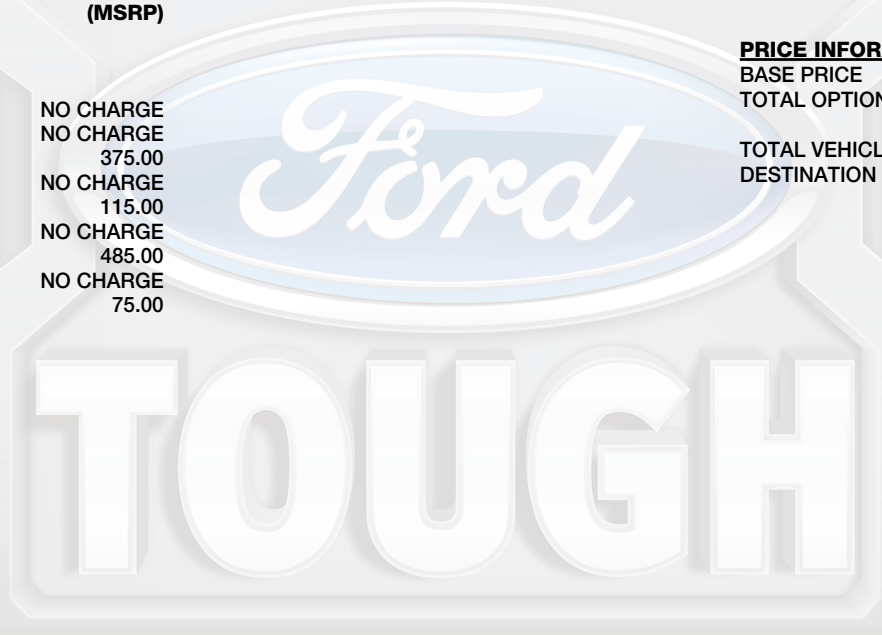 (MSRP)
NO CHARGE
NO CHARGE
375.00
NO CHARGE
115.00
NO CHARGE
485.00
NO CHARGE
75.00
PRICE INFOR
BASE PRICE
TOTAL OPTION
TOTAL VEHICL
DESTINATION
Ford
TOUGH